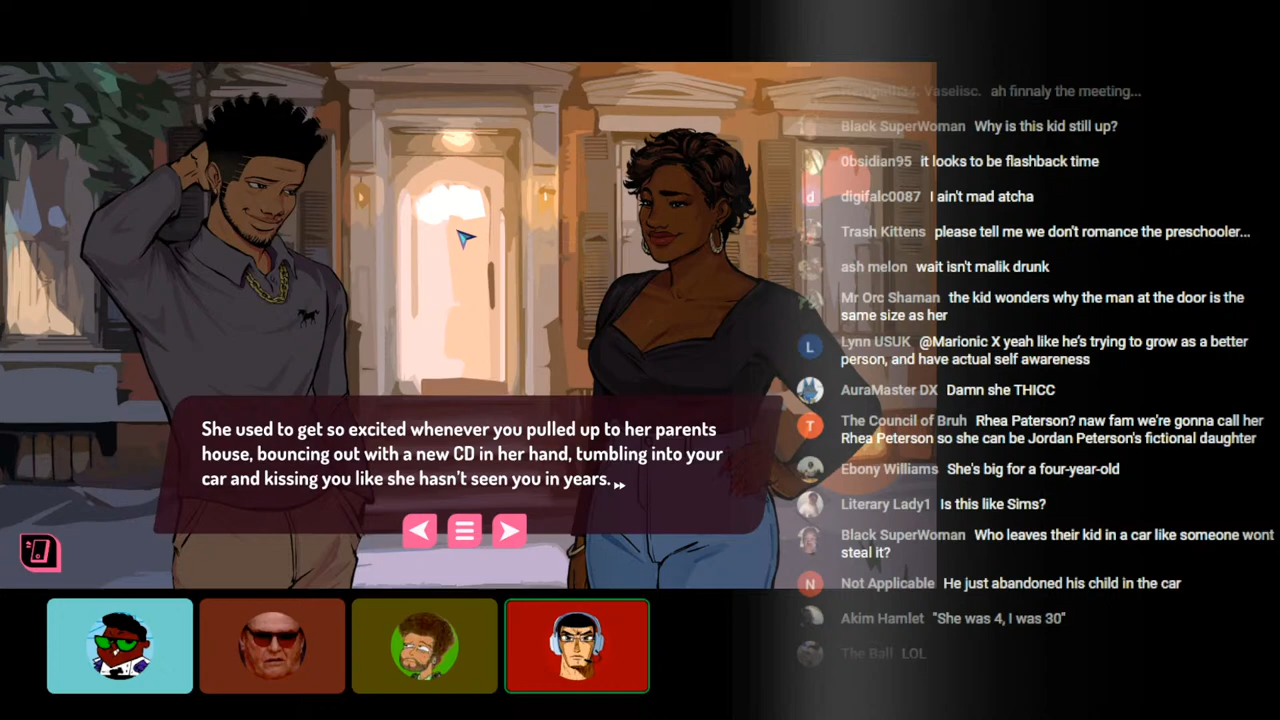 She used to get so excited whenever you pulled up to her parents
house, bouncing out with a new CD in her hand, tumbling into your
car and kissing you like she hasn't seen you in years.
Vaselisc. ah finnaly the meeting...
Black SuperWoman Why is this kid still up?
0bsidian95 it looks to be flashback time
d digifalc0087 I ain't mad atcha
Trash Kittens please tell me we don't romance the preschooler...
ash melon wait isn't malik drunk
Mr Orc Shaman the kid wonders why the man at the door is the
same size as her
L Lynn USUK @Marionic X yeah like he's trying to grow as a better
person, and have actual self awareness
AuraMaster DX Damn she THICC
T The Council of Bruh Rhea Paterson? naw fam we're gonna call her
Rhea Peterson so she can be Jordan Peterson's fictional daughter
Ebony Williams She's big for a four-year-old
Literary Lady1 Is this like Sims?
Black SuperWoman Who leaves their kid in a car like someone wont
steal it?
N Not Applicable He just abandoned his child in the car
Akim Hamlet "She was 4, I was 30"
The Ball LOL